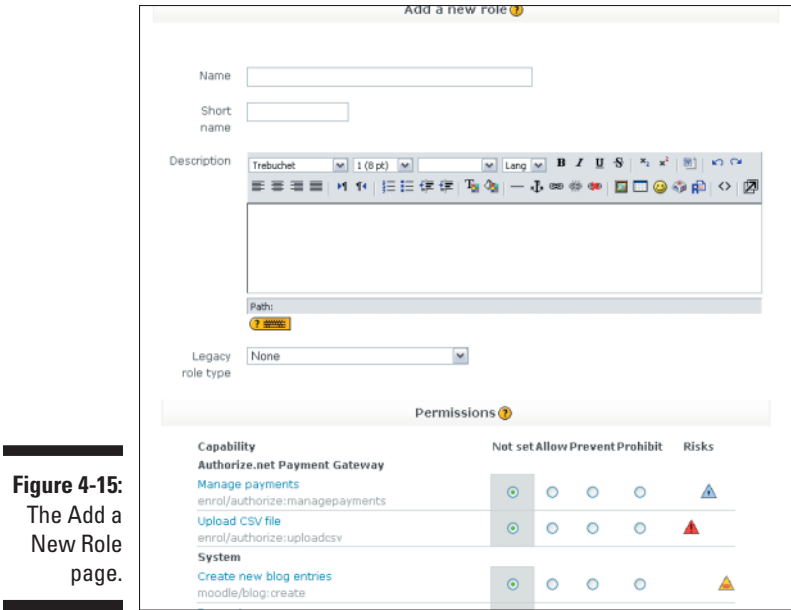 Add a new role
Name
Short
name
Description
Trebuchet
1 (8 pt)
Lang
B I U S x₂ x²
Path:
?
Legacy
role type
None
Permissions ?
Capability Not set Allow Prevent Prohibit Risks
Authorize.net Payment Gateway
Manage payments
enrol/authorize:managepayments
Upload CSV file
enrol/authorize:uploadcsv
System
Create new blog entries
moodle/blog:create
Figure 4-15:
The Add a
New Role
page.